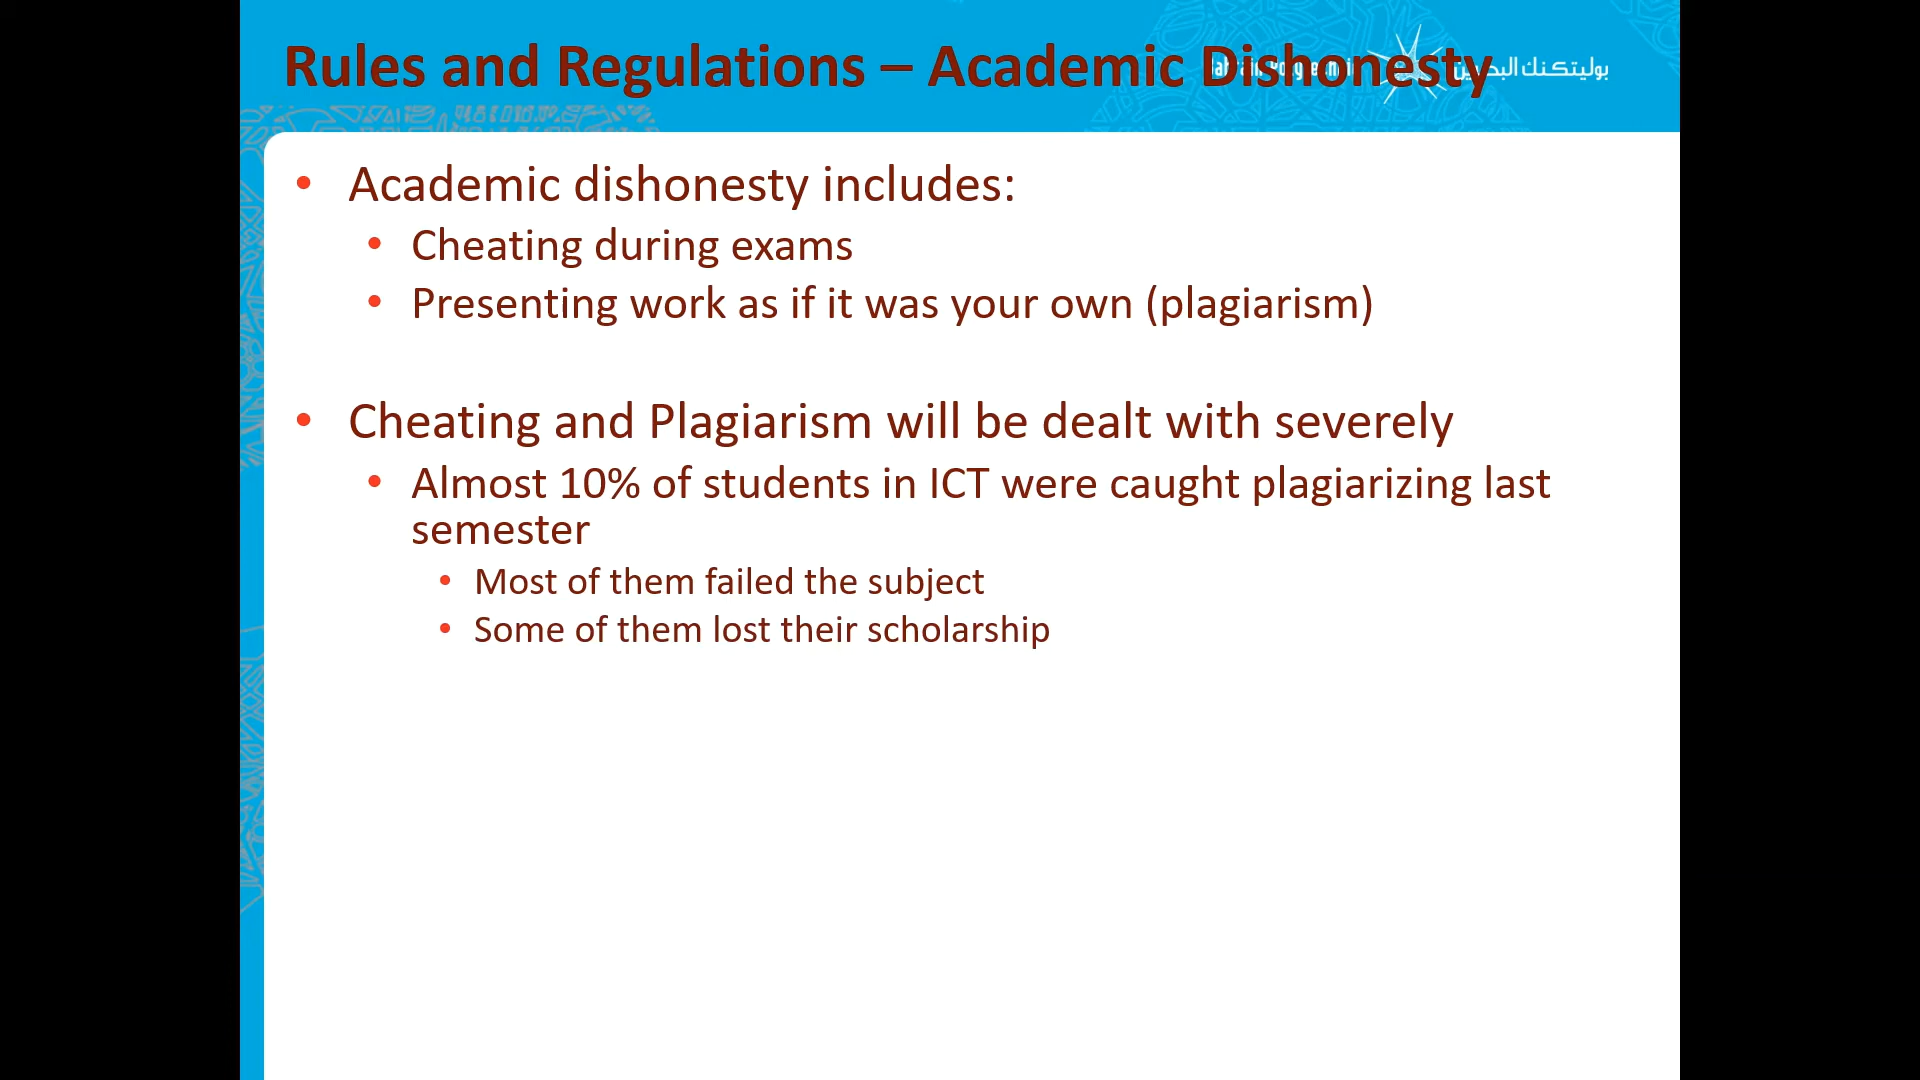 Rules and Regulations – Academic Dishonesty
بوليتكنك البحرين
• Academic dishonesty includes:
• Cheating during exams
• Presenting work as if it was your own (plagiarism)
• Cheating and Plagiarism will be dealt with severely
• Almost 10% of students in ICT were caught plagiarizing last
semester
• Most of them failed the subject
• Some of them lost their scholarship